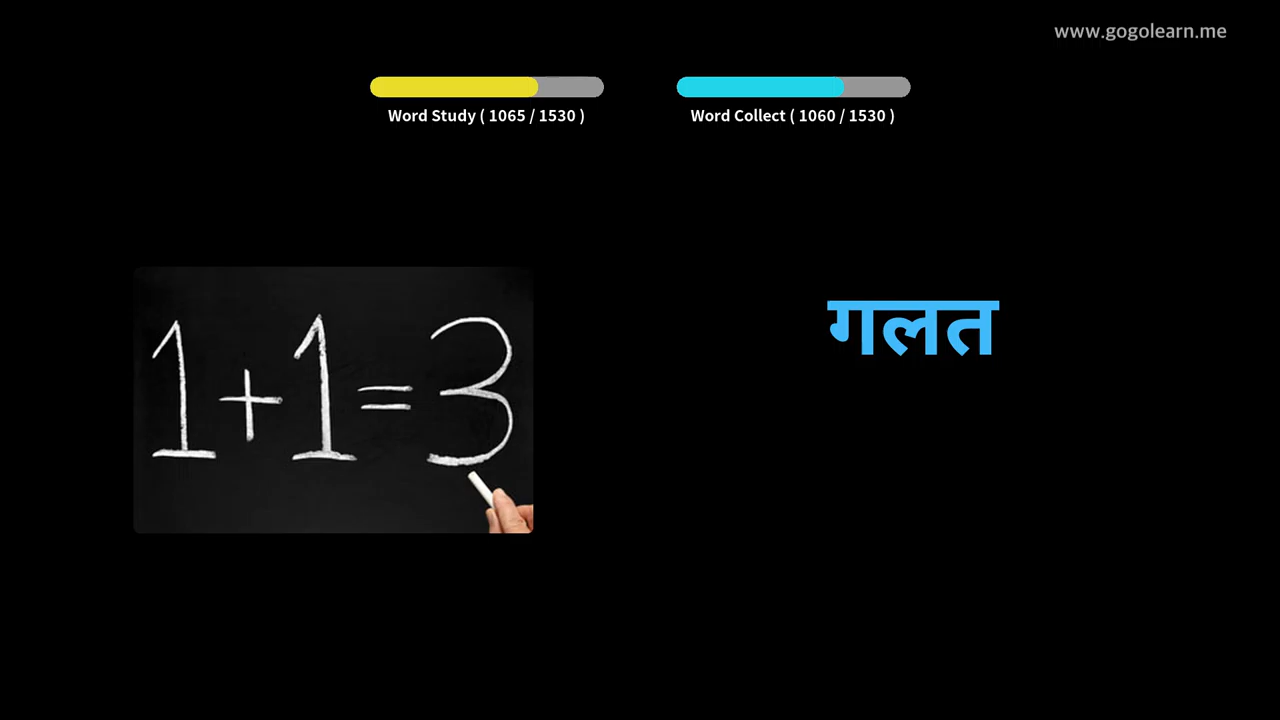 www.gogolearn.me
Word Study ( 1065 / 1530 )
Word Collect ( 1060 / 1530 )
1+1=3
गलत